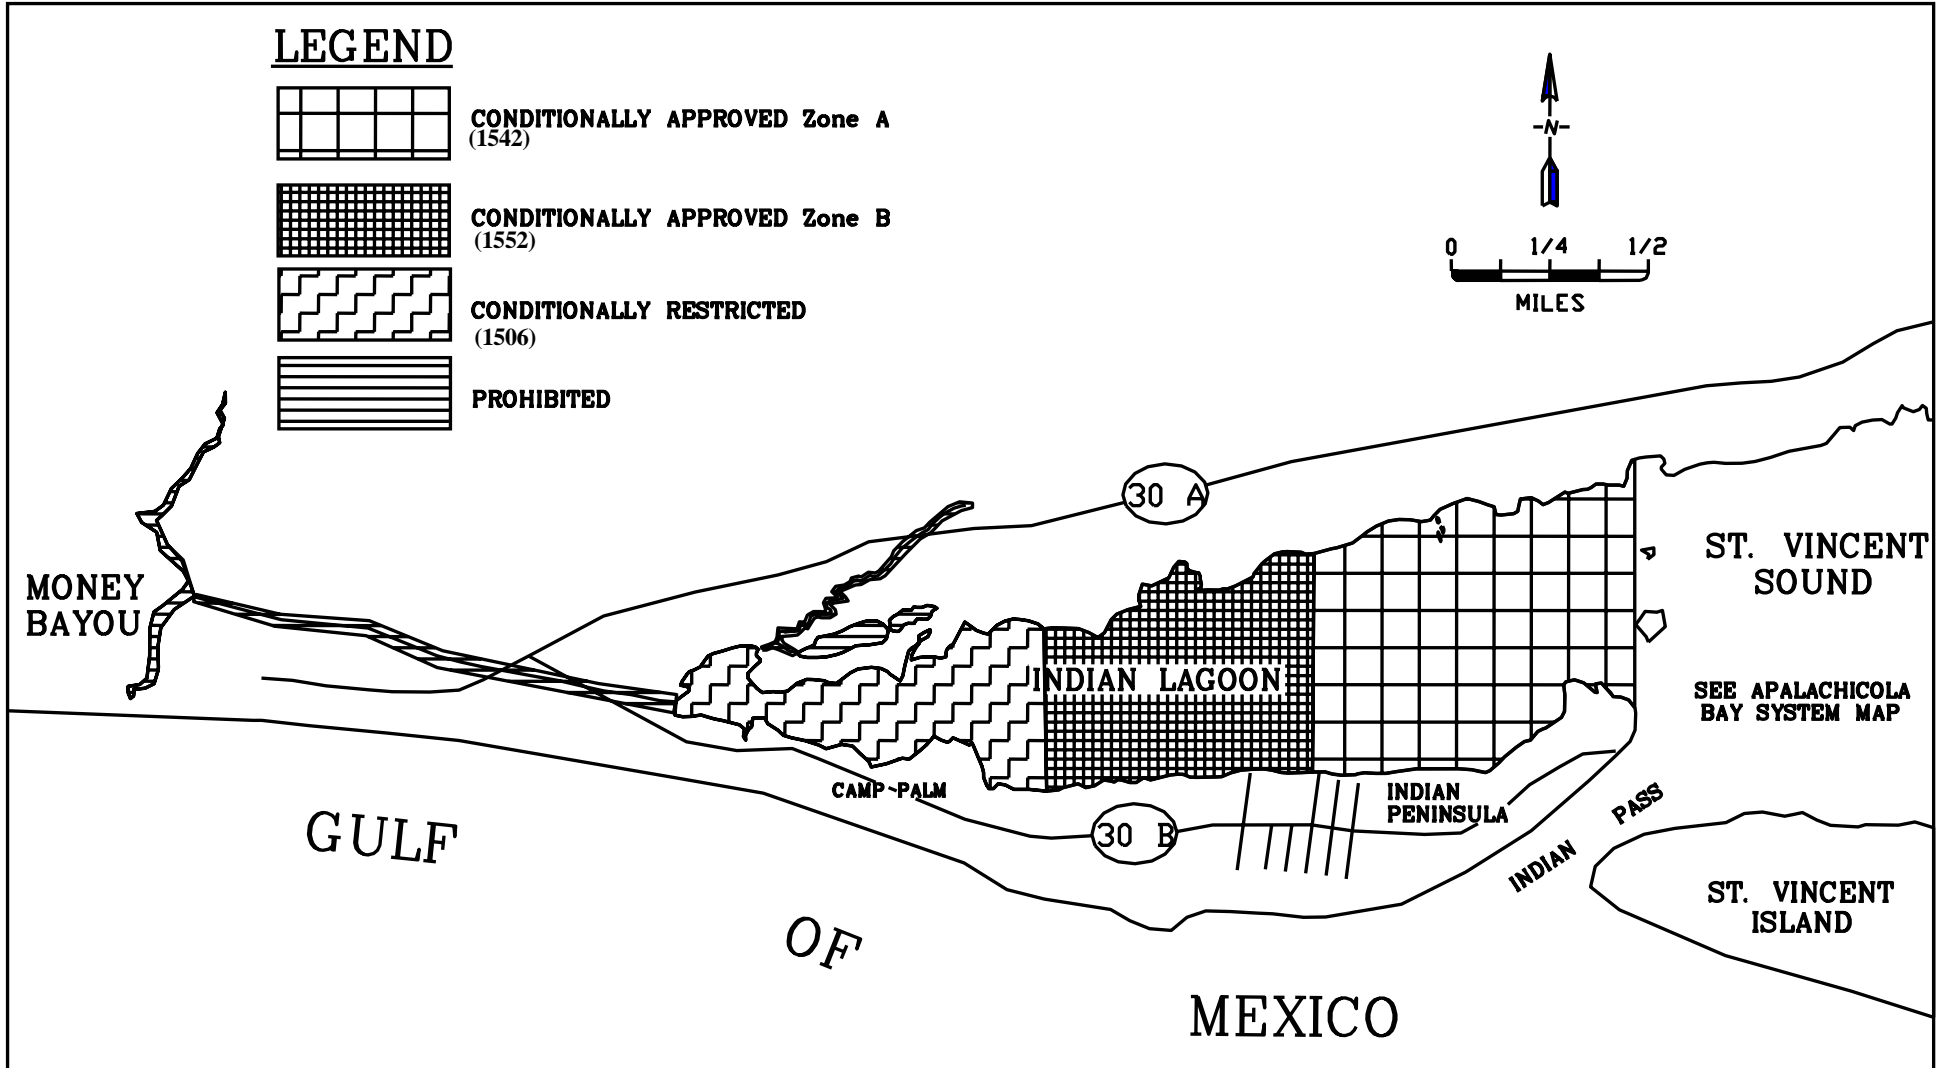 LEGEND
CONDITIONALLY APPROVED Zone A
(1542)
CONDITIONALLY APPROVED Zone B
(1552)
CONDITIONALLY RESTRICTED
(1506)
PROHIBITED
-N-
0 1/4 1/2
MILES
30 A
ST. VINCENT
SOUND
MONEY
BAYOU
INDIAN LAGOON
SEE APALACHICOLA
BAY SYSTEM MAP
CAMP PALM
INDIAN
PENINSULA
30 B
INDIAN PASS
ST. VINCENT
ISLAND
GULF
OF
MEXICO